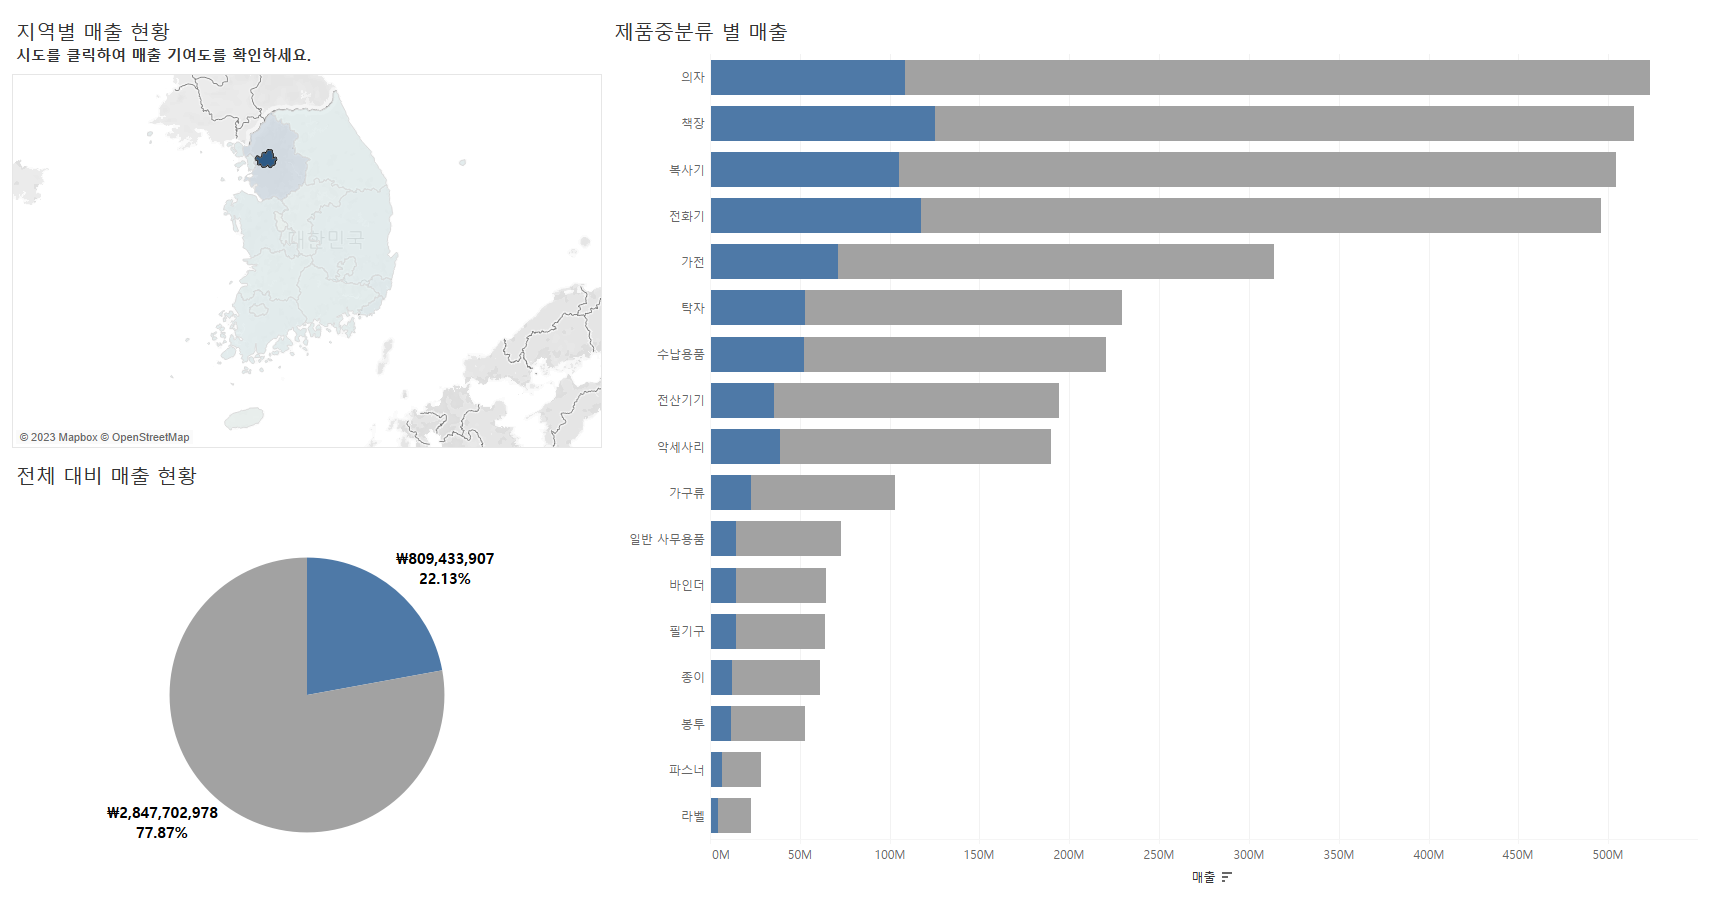 지역별 매출 현황
시도를 클릭하여 매출 기여도를 확인하세요.
대한민국
© 2023 Mapbox © OpenStreetMap
전체 대비 매출 현황
₩809,433,907
22.13%
₩2,847,702,978
77.87%
제품중분류 별 매출
의자
책장
복사기
전화기
가전
탁자
수납용품
전산기기
악세사리
가구류
일반 사무용품
바인더
필기구
종이
봉투
파스너
라벨
0M 50M 100M 150M 200M 250M 300M 350M 400M 450M 500M
매출